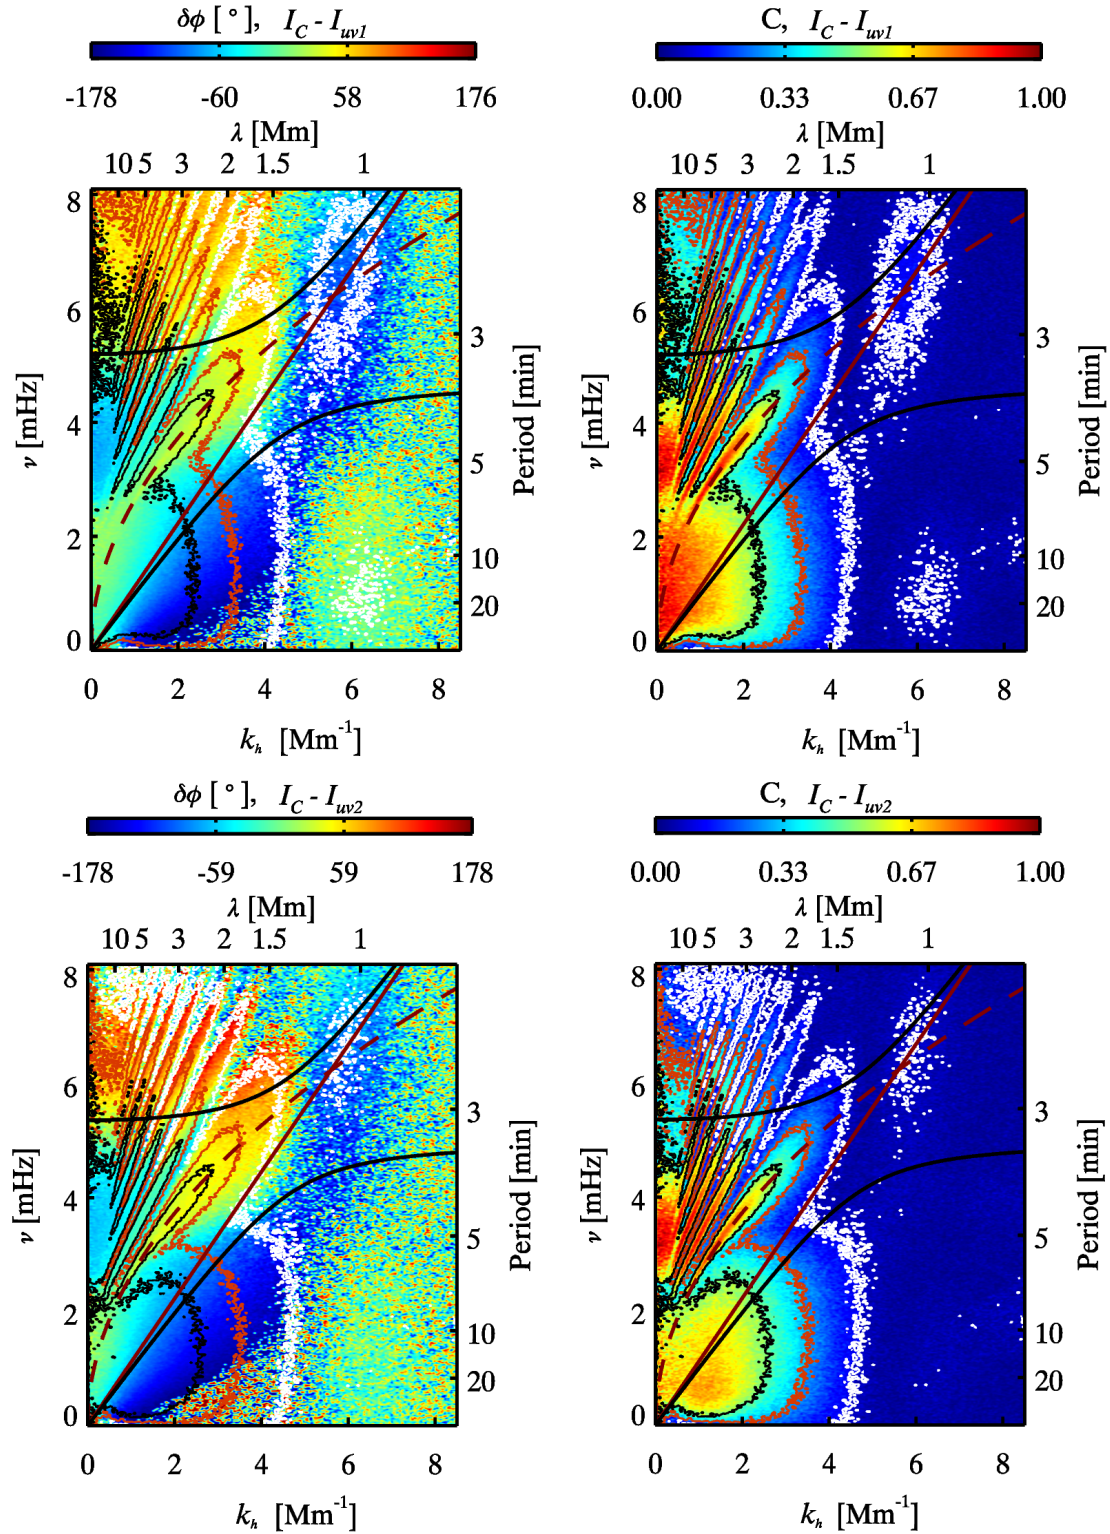 δϕ [ ° ], I_C - I_uv1
-178 -60 58 176
λ [Mm]
10 5 3 2 1.5 1
8
6
4
2
0
ν [mHz]
3
5
10
20
Period [min]
0 2 4 6 8
k_h [Mm⁻¹]
C, I_C - I_uv1
0.00 0.33 0.67 1.00
λ [Mm]
10 5 3 2 1.5 1
8
6
4
2
0
ν [mHz]
3
5
10
20
Period [min]
0 2 4 6 8
k_h [Mm⁻¹]
δϕ [ ° ], I_C - I_uv2
-178 -59 59 178
λ [Mm]
10 5 3 2 1.5 1
8
6
4
2
0
ν [mHz]
3
5
10
20
Period [min]
0 2 4 6 8
k_h [Mm⁻¹]
C, I_C - I_uv2
0.00 0.33 0.67 1.00
λ [Mm]
10 5 3 2 1.5 1
8
6
4
2
0
ν [mHz]
3
5
10
20
Period [min]
0 2 4 6 8
k_h [Mm⁻¹]